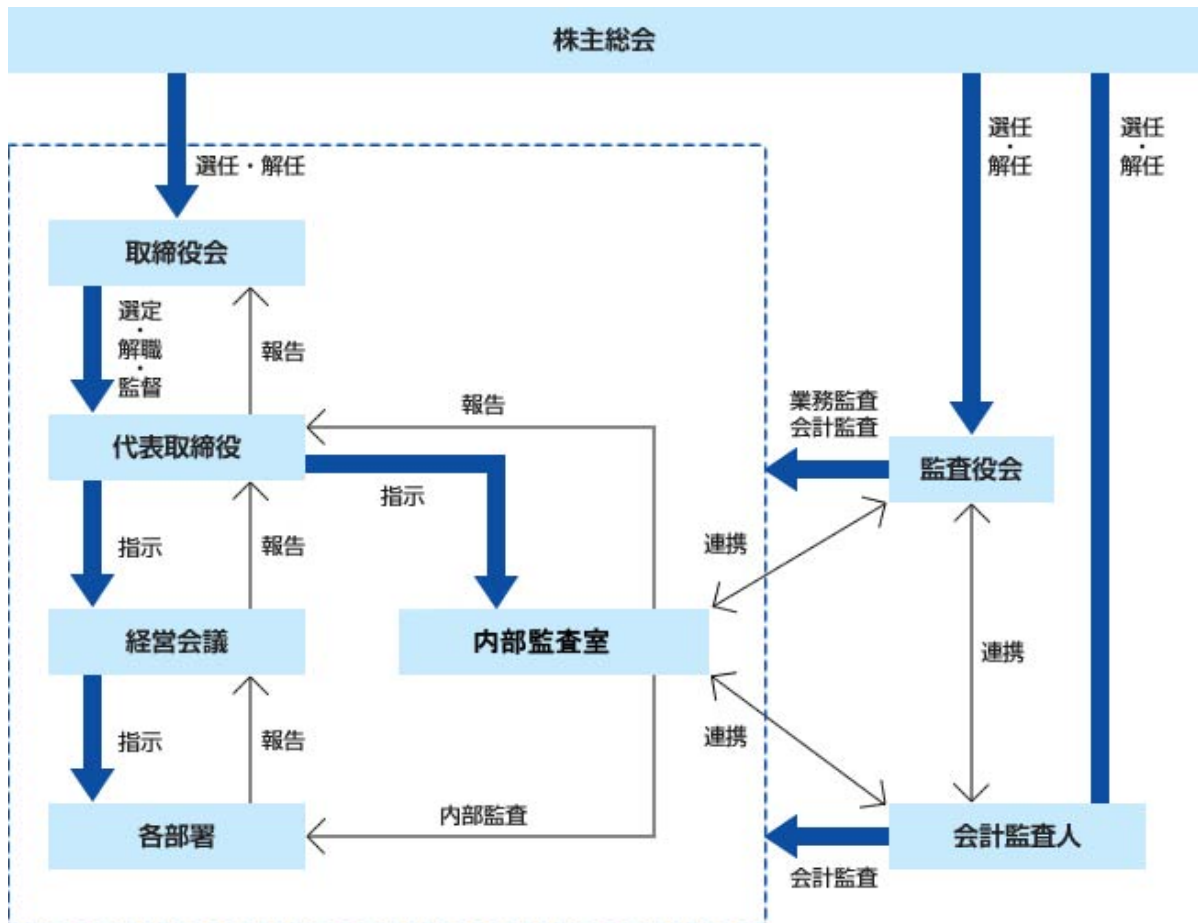 株主総会
選任・解任
選任
・
解任
選任
・
解任
取締役会
選定
・
解職
・
監督
報告
代表取締役
報告
指示
業務監査
会計監査
監査役会
指示
報告
連携
経営会議
内部監査室
連携
指示
報告
連携
各部署
内部監査
会計監査人
会計監査